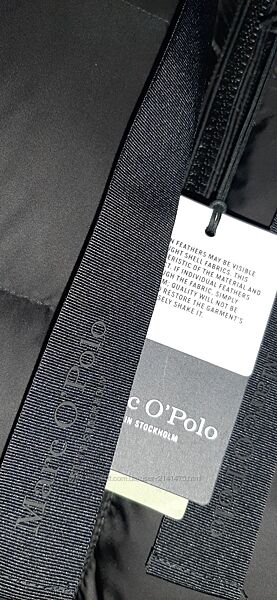 N FEATHERS MAY BE VISIBLE
GHT SHELL FABRICS. THIS
ERISTIC OF THE MATERIAL AND
T. IF INDIVIDUAL FEATHERS
GH THE FABRIC, SIMPLY
M. QUALITY WILL NOT BE
RESTORE THE GARMENT'S
SELY SHAKE IT.
c O'Polo
IN STOCKHOLM
Marc O'Polo